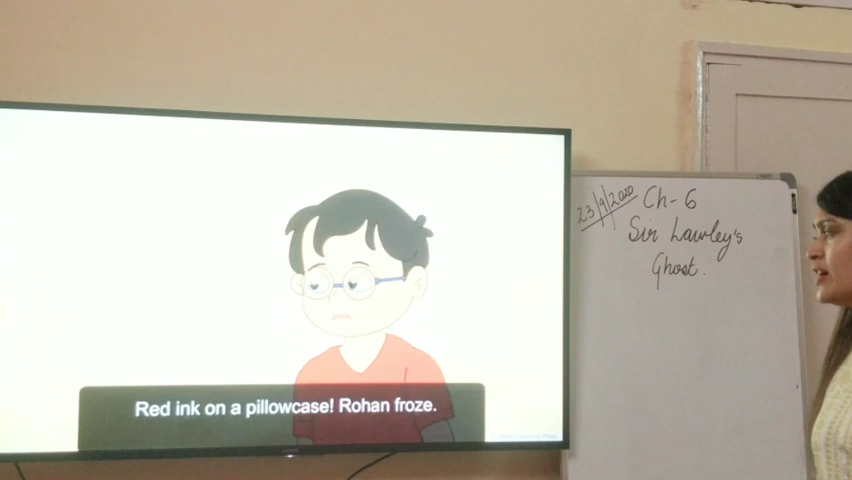 Red ink on a pillowcase! Rohan froze.
23/9/2020
Ch-6
Sir Lawley's
Ghost.